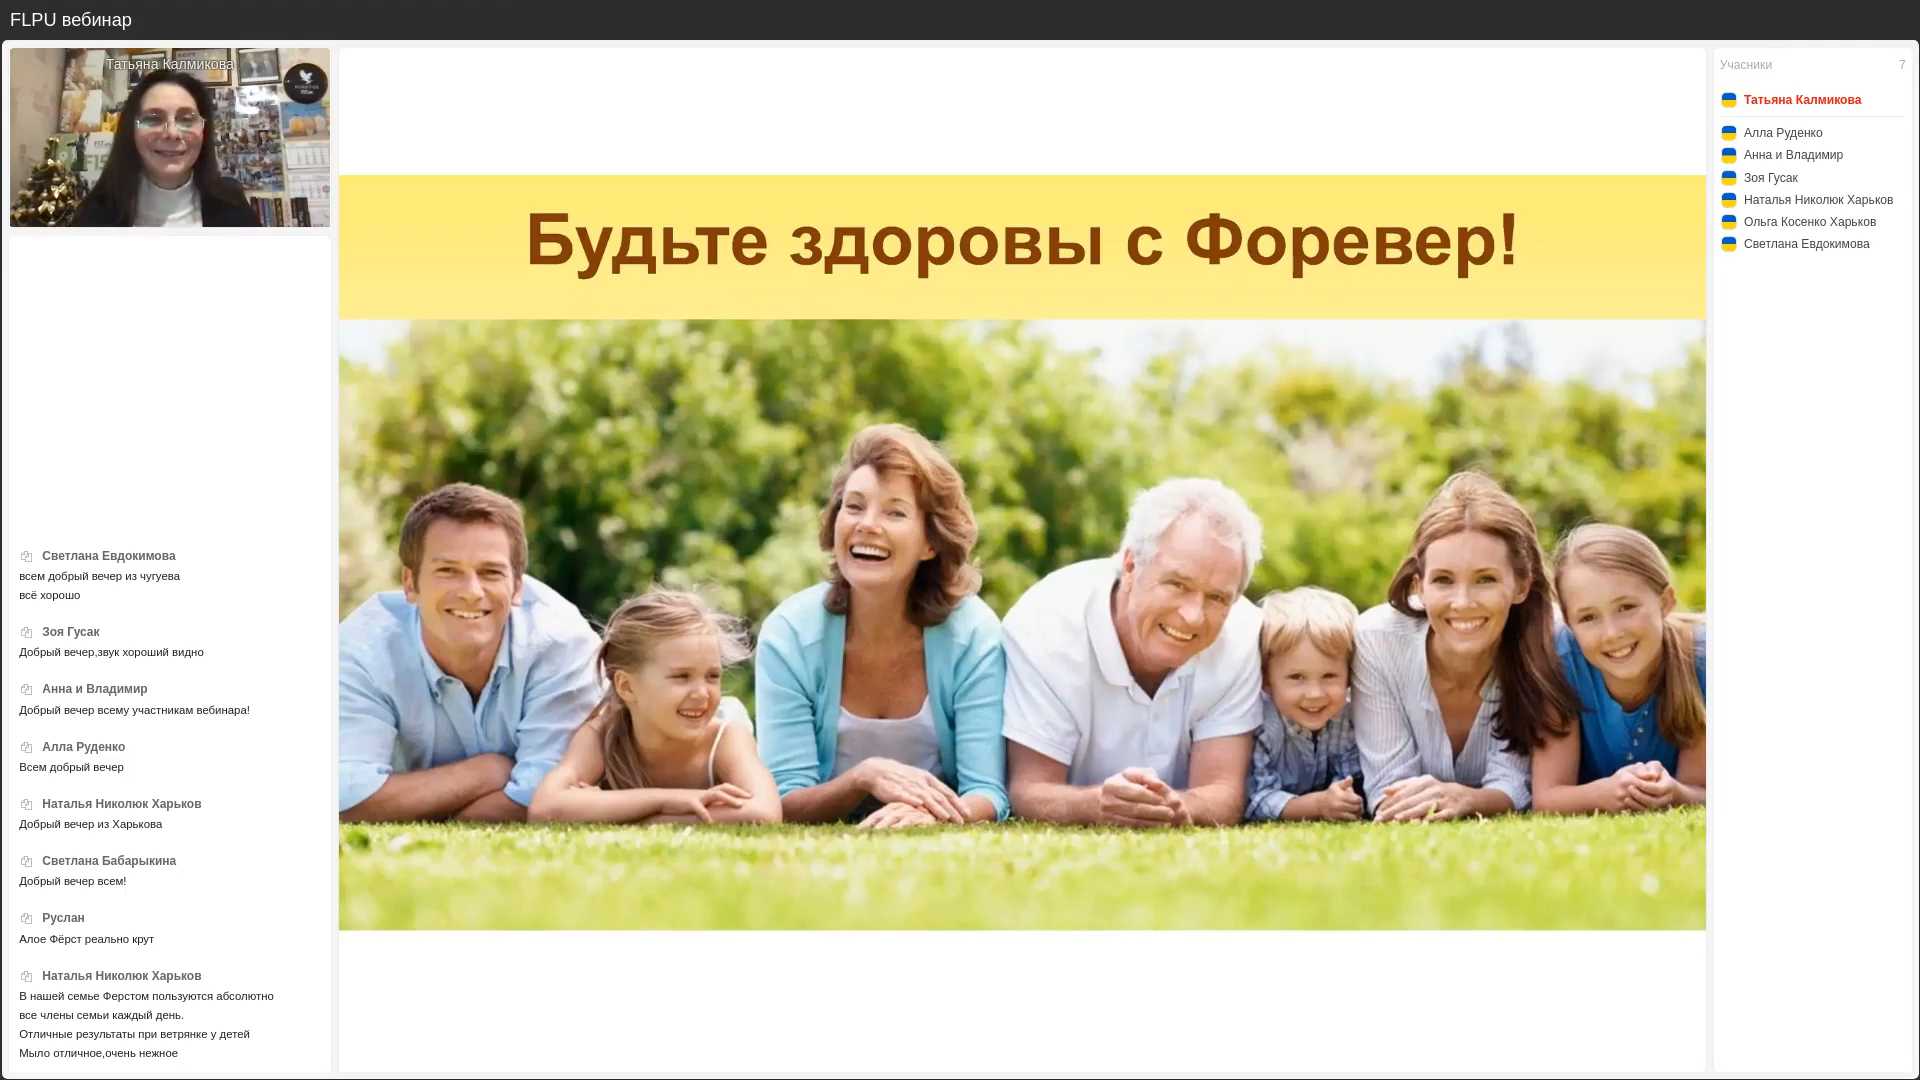 FLPU вебинар
Татьяна Калмикова
FOREVER
F15
Светлана Евдокимова
всем добрый вечер из чугуева
всё хорошо
Зоя Гусак
Добрый вечер,звук хороший видно
Анна и Владимир
Добрый вечер всему участникам вебинара!
Алла Руденко
Всем добрый вечер
Наталья Николюк Харьков
Добрый вечер из Харькова
Светлана Бабарыкина
Добрый вечер всем!
Руслан
Алое Фёрст реально крут
Наталья Николюк Харьков
В нашей семье Ферстом пользуются абсолютно
все члены семьи каждый день.
Отличные результаты при ветрянке у детей
Мыло отличное,очень нежное
Будьте здоровы с Форевер!
Учасники 7
Татьяна Калмикова
Алла Руденко
Анна и Владимир
Зоя Гусак
Наталья Николюк Харьков
Ольга Косенко Харьков
Светлана Евдокимова